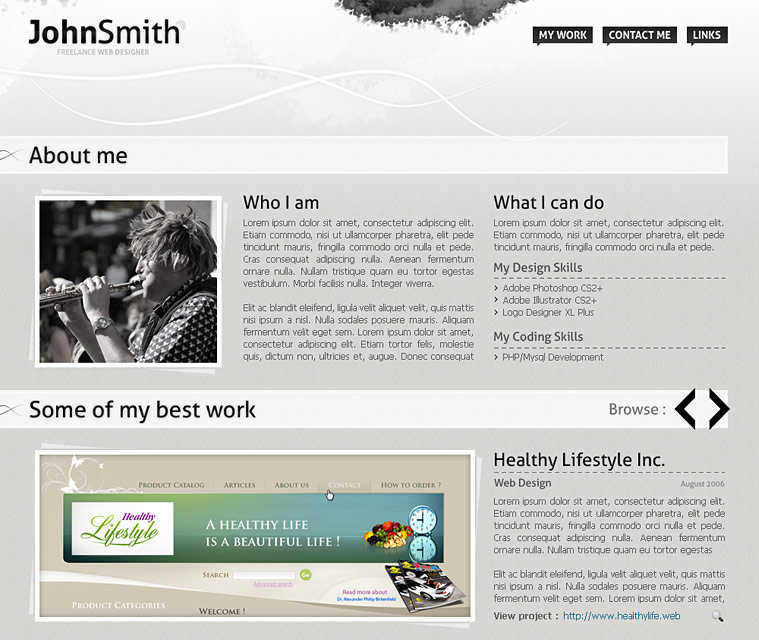 JohnSmith
FREELANCE WEB DESIGNER
MY WORK
CONTACT ME
LINKS
About me
Who I am
Lorem ipsum dolor sit amet, consectetur adipiscing elit.
Etiam commodo, nisi ut ullamcorper pharetra, elit pede
tincidunt mauris, fringilla commodo orci nulla et pede.
Cras consequat adipiscing nulla. Aenean fermentum
ornare nulla. Nullam tristique quam eu tortor egestas
vestibulum. Morbi facilisis nulla. Integer viverra.
Elit ac blandit eleifend, ligula velit aliquet velit, quis mattis
nisi ipsum a nisl. Nulla sodales posuere mauris. Aliquam
fermentum velit eget sem. Lorem ipsum dolor sit amet,
consectetur adipiscing elit. Etiam tortor felis, molestie
quis, dictum non, ultricies et, augue. Donec consequat
What I can do
Lorem ipsum dolor sit amet, consectetur adipiscing elit.
Etiam commodo, nisi ut ullamcorper pharetra, elit pede
tincidunt mauris, fringilla commodo orci nulla et pede.
My Design Skills
Adobe Photoshop CS2+
Adobe Illustrator CS2+
Logo Designer XL Plus
My Coding Skills
PHP/Mysql Development
Some of my best work
Browse :
PRODUCT CATALOG
ARTICLES
ABOUT US
CONTACT
HOW TO ORDER ?
Healthy
Lifestyle
A HEALTHY LIFE
IS A BEAUTIFUL LIFE !
SEARCH
Go
Advanced search
Read more about
Dr. Alexander Philip Birkenfield
PRODUCT CATEGORIES
WELCOME !
Healthy Lifestyle Inc.
Web Design
August 2006
Lorem ipsum dolor sit amet, consectetur adipiscing elit.
Etiam commodo, nisi ut ullamcorper pharetra, elit pede
tincidunt mauris, fringilla commodo orci nulla et pede.
Cras consequat adipiscing nulla. Aenean fermentum
ornare nulla. Nullam tristique quam eu tortor egestas
Elit ac blandit eleifend, ligula velit aliquet velit, quis mattis
nisi ipsum a nisl. Nulla sodales posuere mauris. Aliquam
fermentum velit eget sem. Lorem ipsum dolor sit amet,
View project : http://www.healthylife.web